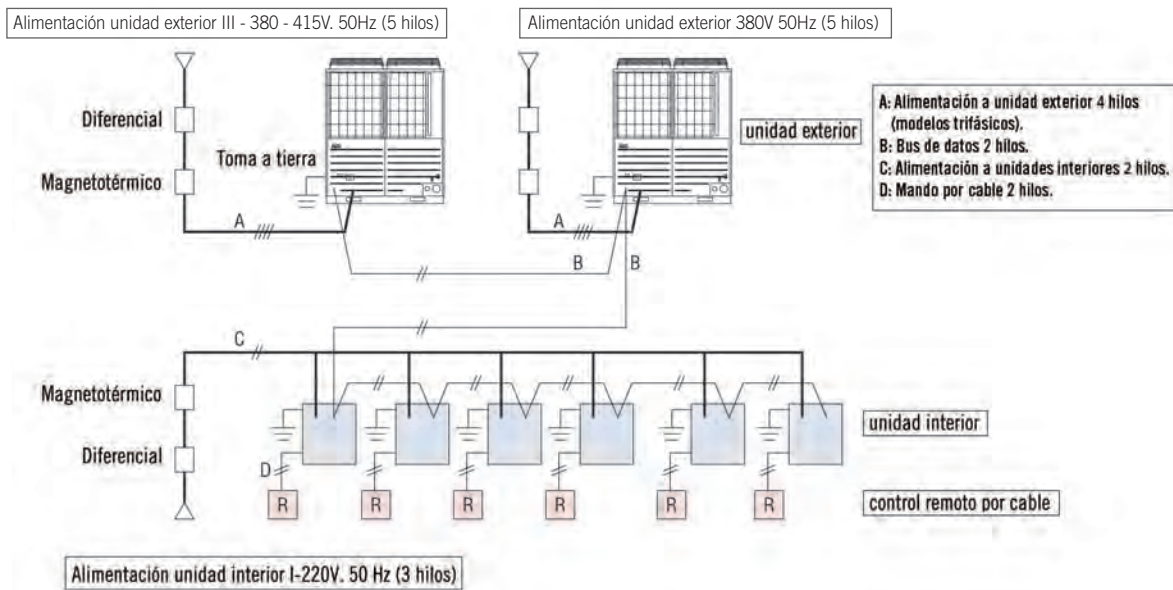 Alimentación unidad exterior III - 380 - 415V. 50Hz (5 hilos)
Alimentación unidad exterior 380V 50Hz (5 hilos)
Diferencial
Magnetotérmico
Toma a tierra
unidad exterior
A: Alimentación a unidad exterior 4 hilos
(modelos trifásicos).
B: Bus de datos 2 hilos.
C: Alimentación a unidades interiores 2 hilos.
D: Mando por cable 2 hilos.
A
A
B
B
C
Magnetotérmico
Diferencial
unidad interior
D
R
R
R
R
R
R
control remoto por cable
Alimentación unidad interior I-220V. 50 Hz (3 hilos)